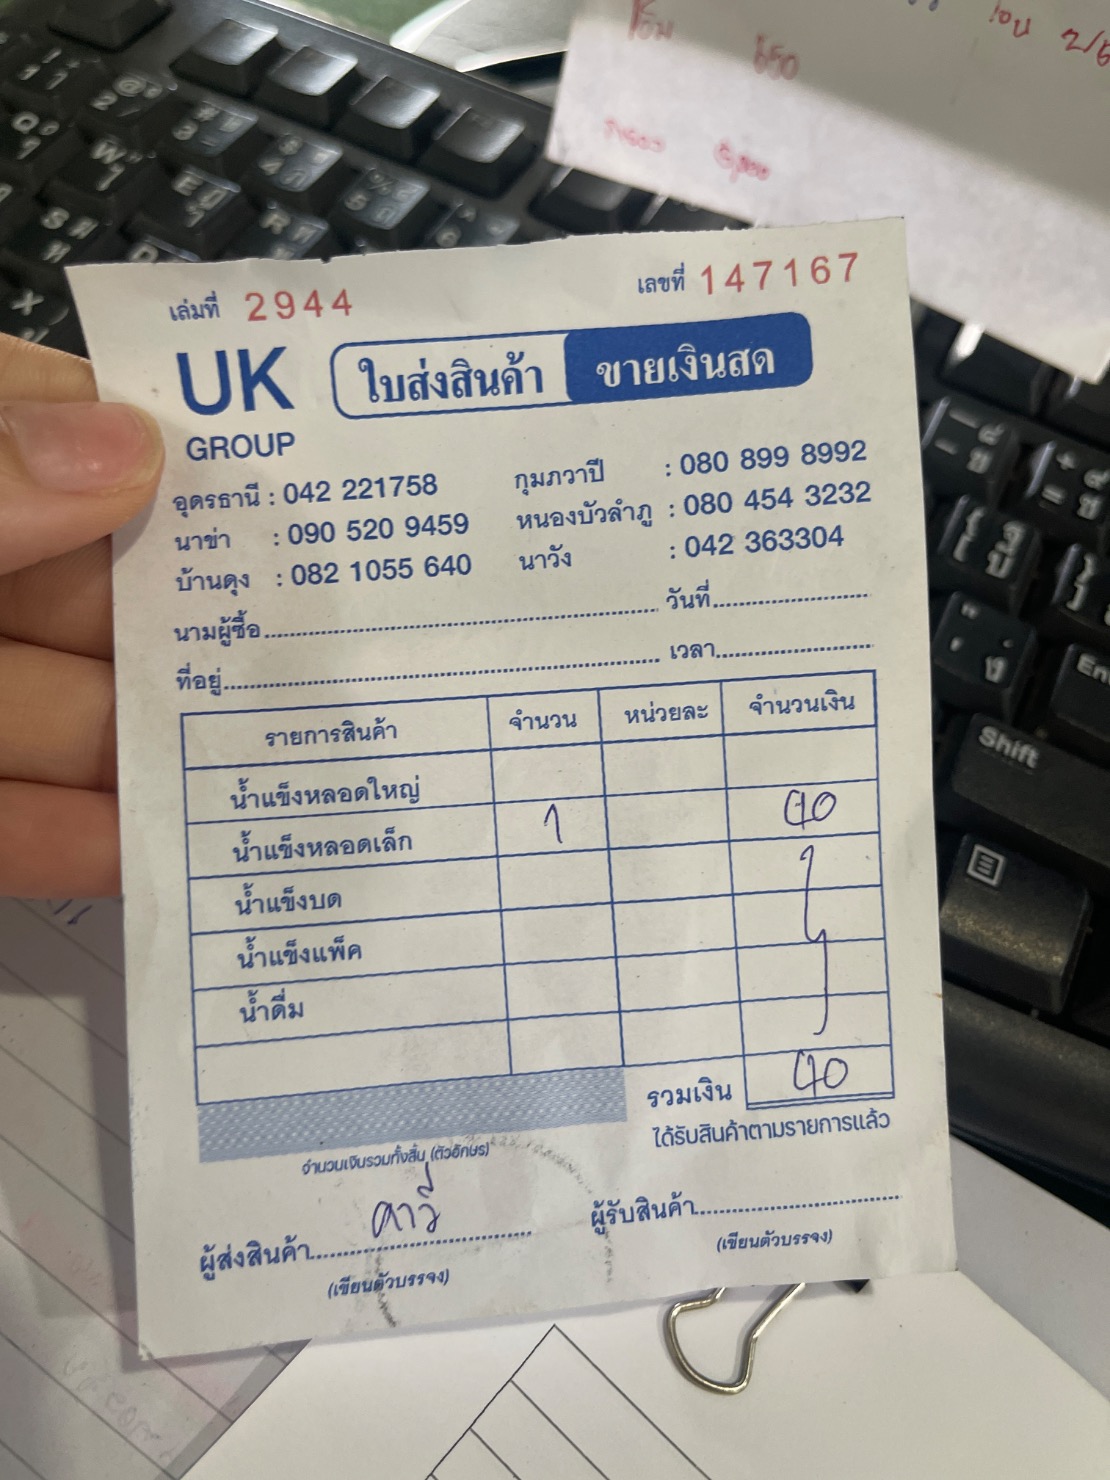 เล่มที่ 2944 เลขที่ 147167
UK GROUP
ใบส่งสินค้า ขายเงินสด
อุดรธานี : 042 221758 กุมภวาปี : 080 899 8992
นาข่า : 090 520 9459 หนองบัวลำภู : 080 454 3232
บ้านดุง : 082 1055 640 นาวัง : 042 363304
นามผู้ซื้อ วันที่
ที่อยู่ เวลา
รายการสินค้า จำนวน หน่วยละ จำนวนเงิน
น้ำแข็งหลอดใหญ่
น้ำแข็งหลอดเล็ก 1 40
น้ำแข็งบด
น้ำแข็งแพ็ค
น้ำดื่ม
รวมเงิน 40
จำนวนเงินรวมทั้งสิ้น (ตัวอักษร)
ได้รับสินค้าตามรายการแล้ว
ผู้ส่งสินค้า ผู้รับสินค้า
(เขียนตัวบรรจง) (เขียนตัวบรรจง)
650
Shift